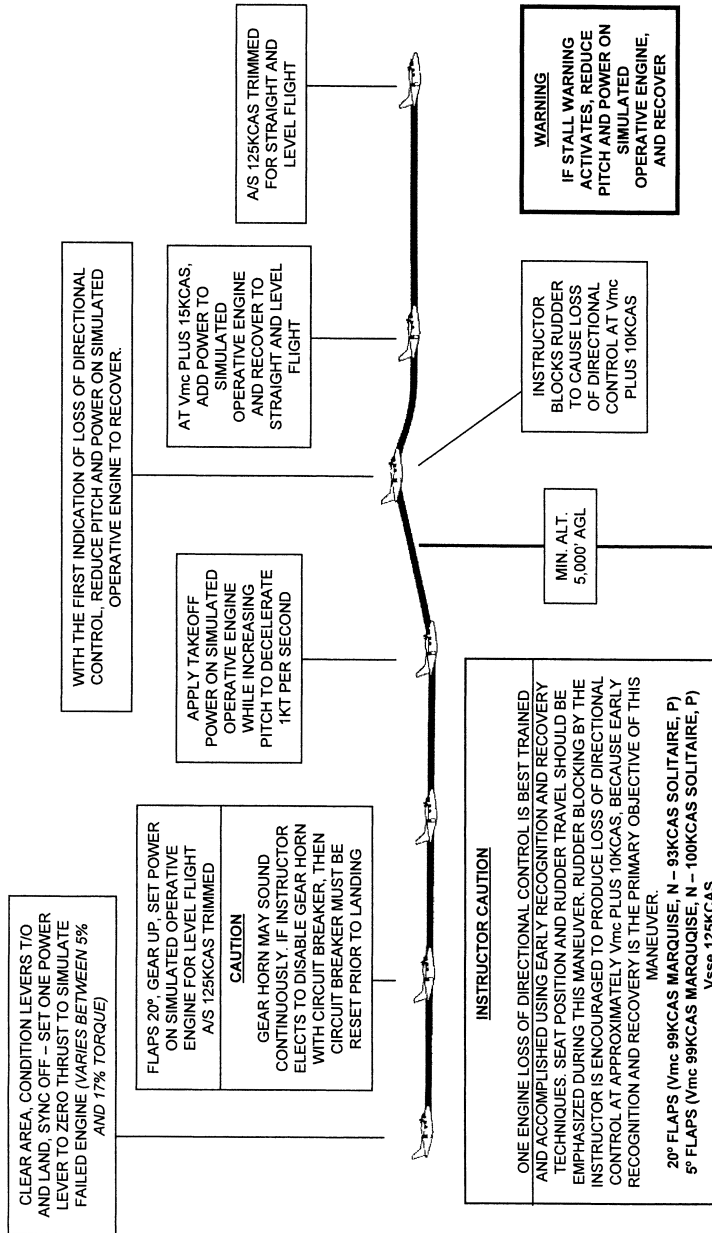 CLEAR AREA, CONDITION LEVERS T/O
AND LAND, SYNC OFF – SET ONE POWER
LEVER TO ZERO THRUST TO SIMULATE
FAILED ENGINE (VARIES BETWEEN 5%
AND 17% TORQUE)
FLAPS 20º, GEAR UP, SET POWER
ON SIMULATED OPERATIVE
ENGINE FOR LEVEL FLIGHT
A/S 125KCAS TRIMMED
CAUTION
GEAR HORN MAY SOUND
CONTINUOUSLY. IF INSTRUCTOR
ELECTS TO DISABLE GEAR HORN
WITH CIRCUIT BREAKER, THEN
CIRCUIT BREAKER MUST BE
RESET PRIOR TO LANDING
APPLY TAKEOFF
POWER ON SIMULATED
OPERATIVE ENGINE
WHILE INCREASING
PITCH TO DECELERATE
1KT PER SECOND
WITH THE FIRST INDICATION OF LOSS OF DIRECTIONAL
CONTROL, REDUCE PITCH AND POWER ON SIMULATED
OPERATIVE ENGINE TO RECOVER.
AT Vmc PLUS 15KCAS,
ADD POWER TO
SIMULATED
OPERATIVE ENGINE
AND RECOVER TO
STRAIGHT AND LEVEL
FLIGHT
A/S 125KCAS TRIMMED
FOR STRAIGHT AND
LEVEL FLIGHT
INSTRUCTOR CAUTION
ONE ENGINE LOSS OF DIRECTIONAL CONTROL IS BEST TRAINED
AND ACCOMPLISHED USING EARLY RECOGNITION AND RECOVERY
TECHNIQUES. SEAT POSITION AND RUDDER TRAVEL SHOULD BE
EMPHASIZED DURING THIS MANEUVER. RUDDER BLOCKING BY THE
INSTRUCTOR IS ENCOURAGED TO PRODUCE LOSS OF DIRECTIONAL
CONTROL AT APPROXIMATELY Vmc PLUS 10KCAS, BECAUSE EARLY
RECOGNITION AND RECOVERY IS THE PRIMARY OBJECTIVE OF THIS
MANEUVER.
20º FLAPS (Vmc 99KCAS MARQUISE, N – 93KCAS SOLITAIRE, P)
5º FLAPS (Vmc 99KCAS MARUQISE, N – 100KCAS SOLITAIRE, P)
Vsse 125KCAS
MIN. ALT.
5,000' AGL
INSTRUCTOR
BLOCKS RUDDER
TO CAUSE LOSS
OF DIRECTIONAL
CONTROL AT Vmc
PLUS 10KCAS
WARNING
IF STALL WARNING
ACTIVATES, REDUCE
PITCH AND POWER ON
SIMULATED
OPERATIVE ENGINE,
AND RECOVER